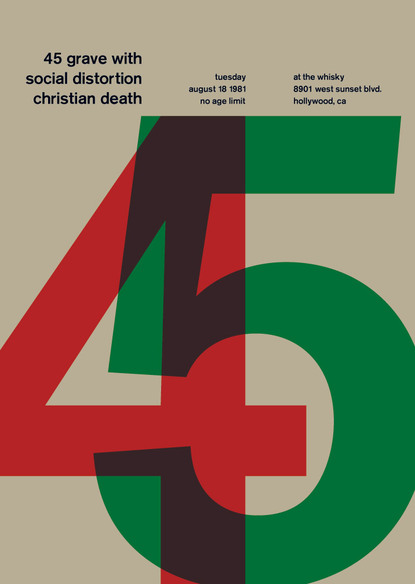 45 grave with
social distortion
christian death
tuesday
august 18 1981
no age limit
at the whisky
8901 west sunset blvd.
hollywood, ca
45